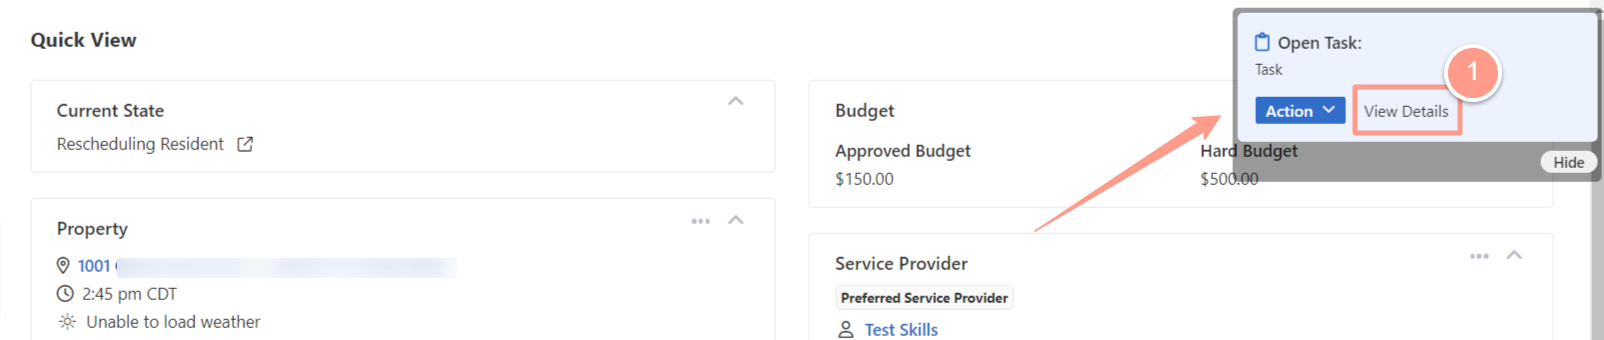 Quick View
Current State
Rescheduling Resident
Property
1001
2:45 pm CDT
Unable to load weather
Budget
Approved Budget
$150.00
Hard Budget
$500.00
Service Provider
Preferred Service Provider
Test Skills
Open Task:
Task
Action
View Details
1
Hide